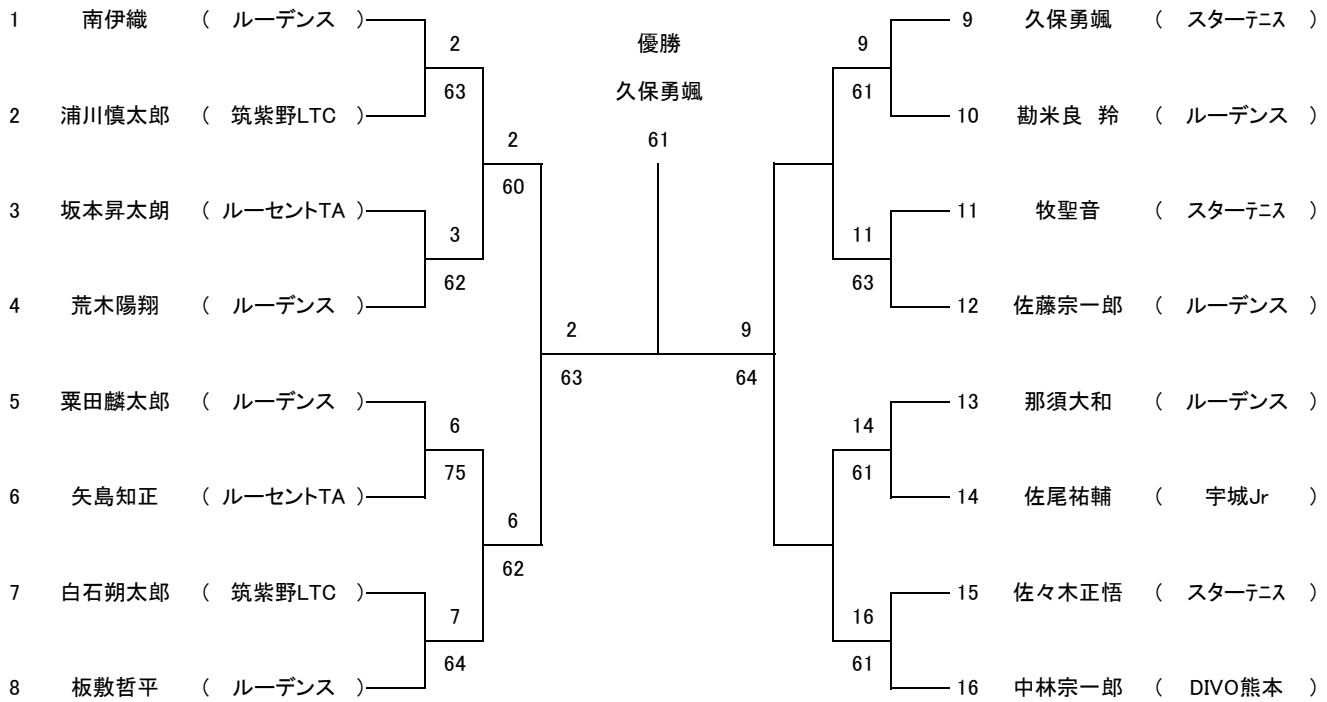 1 南伊織 ( ルーデンス ) 9 久保勇颯 ( スターテニス )
2 優勝 9
63 久保勇颯 61
2 浦川慎太郎 ( 筑紫野LTC ) 10 勘米良 羚 ( ルーデンス )
2 61
60
3 坂本昇太朗 ( ルーセントTA ) 11 牧聖音 ( スターテニス )
3 11
62 63
4 荒木陽翔 ( ルーデンス ) 12 佐藤宗一郎 ( ルーデンス )
2 9
63 64
5 粟田麟太郎 ( ルーデンス ) 13 那須大和 ( ルーデンス )
6 14
75 61
6 矢島知正 ( ルーセントTA ) 14 佐尾祐輔 ( 宇城Jr )
6
62
7 白石朔太郎 ( 筑紫野LTC ) 15 佐々木正悟 ( スターテニス )
7 16
64 61
8 板敷哲平 ( ルーデンス ) 16 中林宗一郎 ( DIVO熊本 )